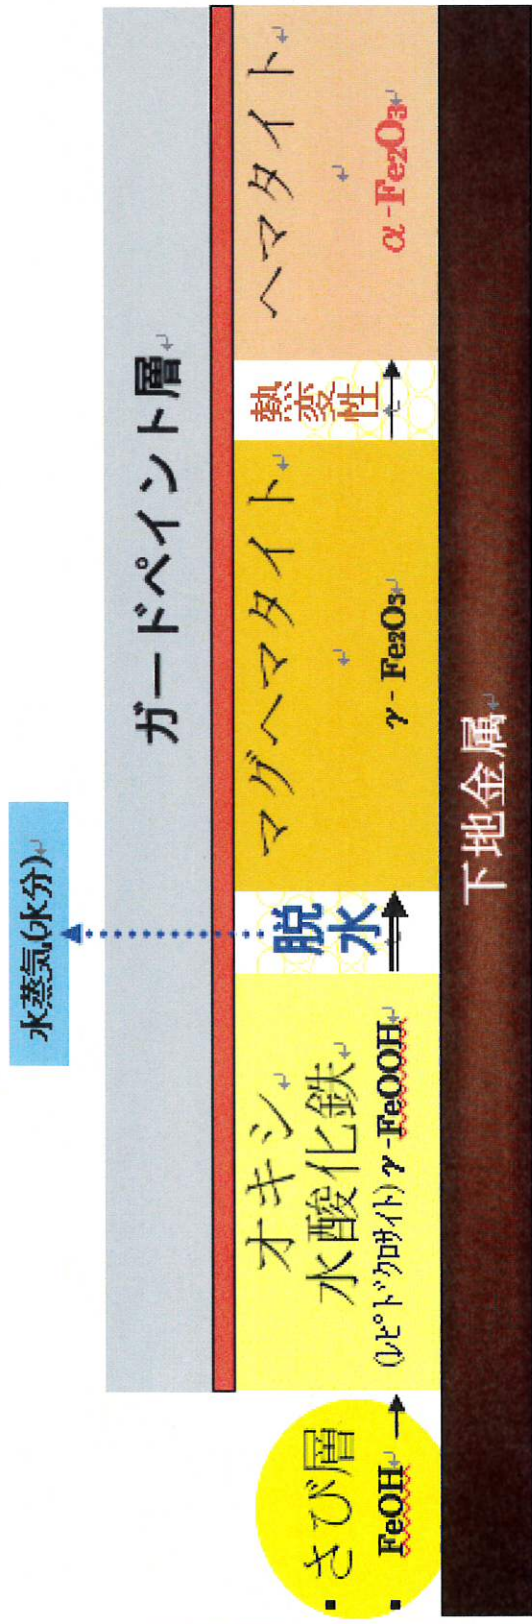 水蒸気(水分)
ガードペイント層
さび層
FeOH
オキシ
水酸化鉄
(レピドクロサイト) γ-FeOOH
脱水
マグヘマタイト
γ-Fe₂O₃
熱変性
ヘマタイト
α-Fe₂O₃
下地金属